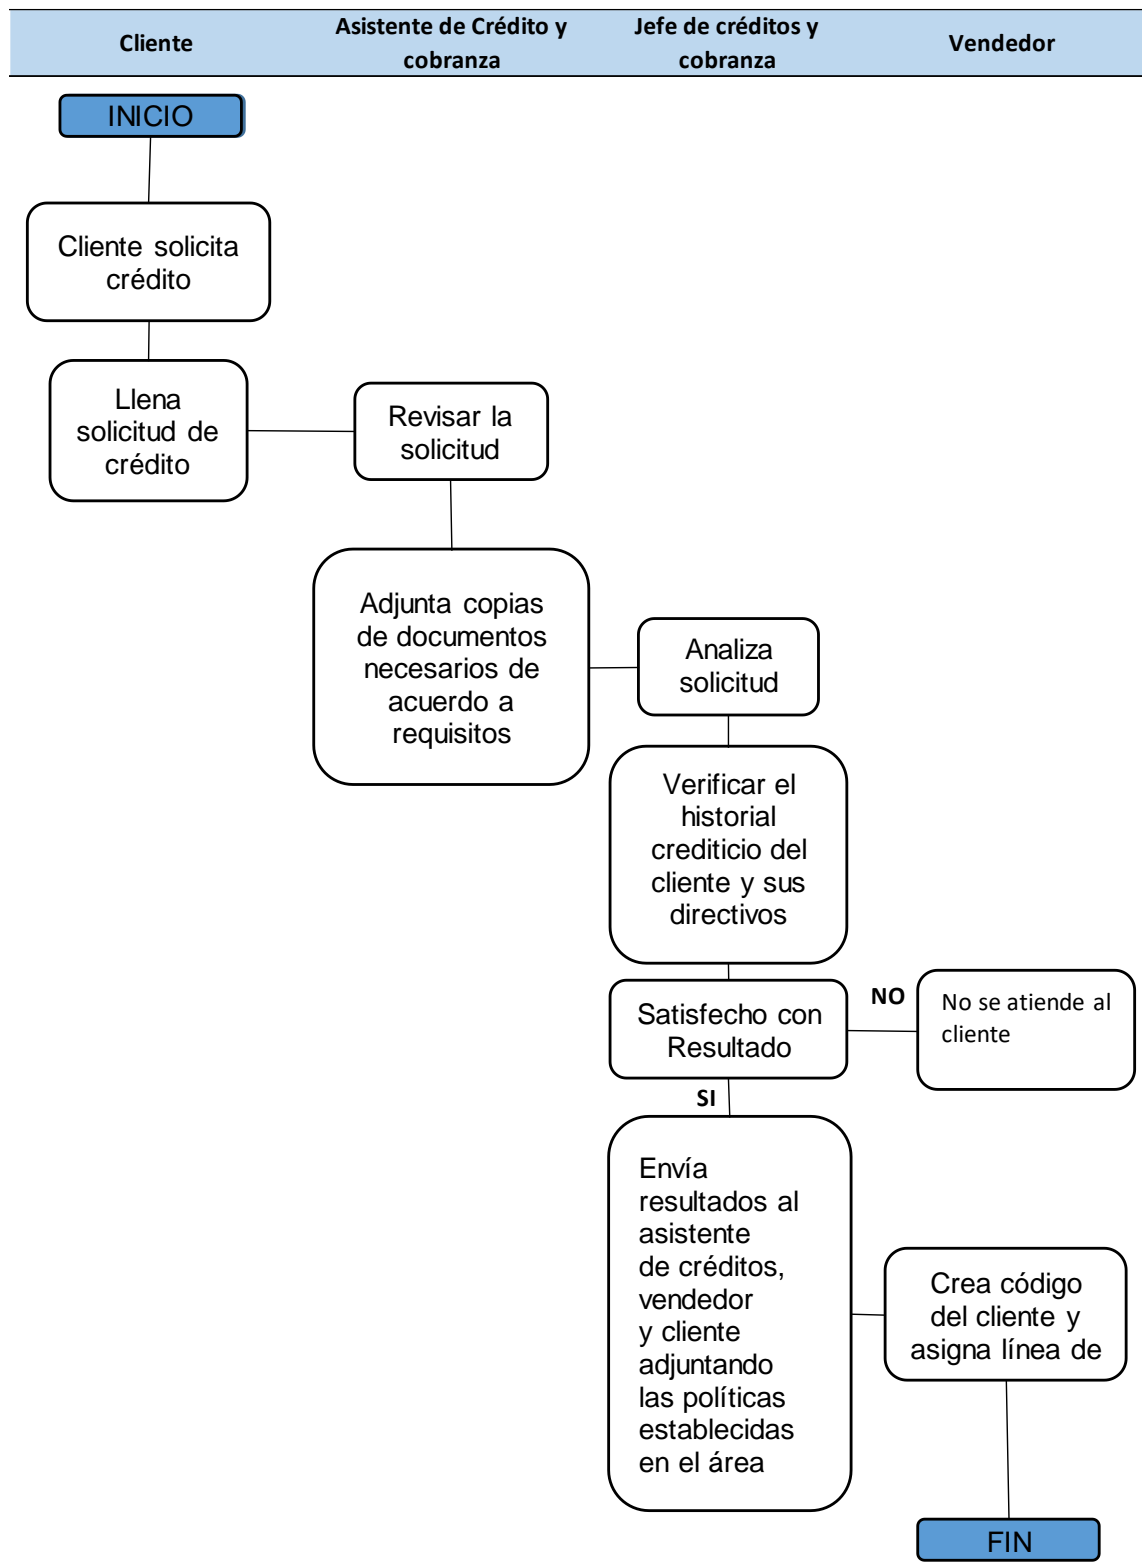 Cliente
Asistente de Crédito y
cobranza
Jefe de créditos y
cobranza
Vendedor
INICIO
Cliente solicita
crédito
Llena
solicitud de
crédito
Revisar la
solicitud
Adjunta copias
de documentos
necesarios de
acuerdo a
requisitos
Analiza
solicitud
Verificar el
historial
crediticio del
cliente y sus
directivos
Satisfecho con
Resultado
NO
No se atiende al
cliente
SI
Envía
resultados al
asistente
de créditos,
vendedor
y cliente
adjuntando
las políticas
establecidas
en el área
Crea código
del cliente y
asigna línea de
FIN